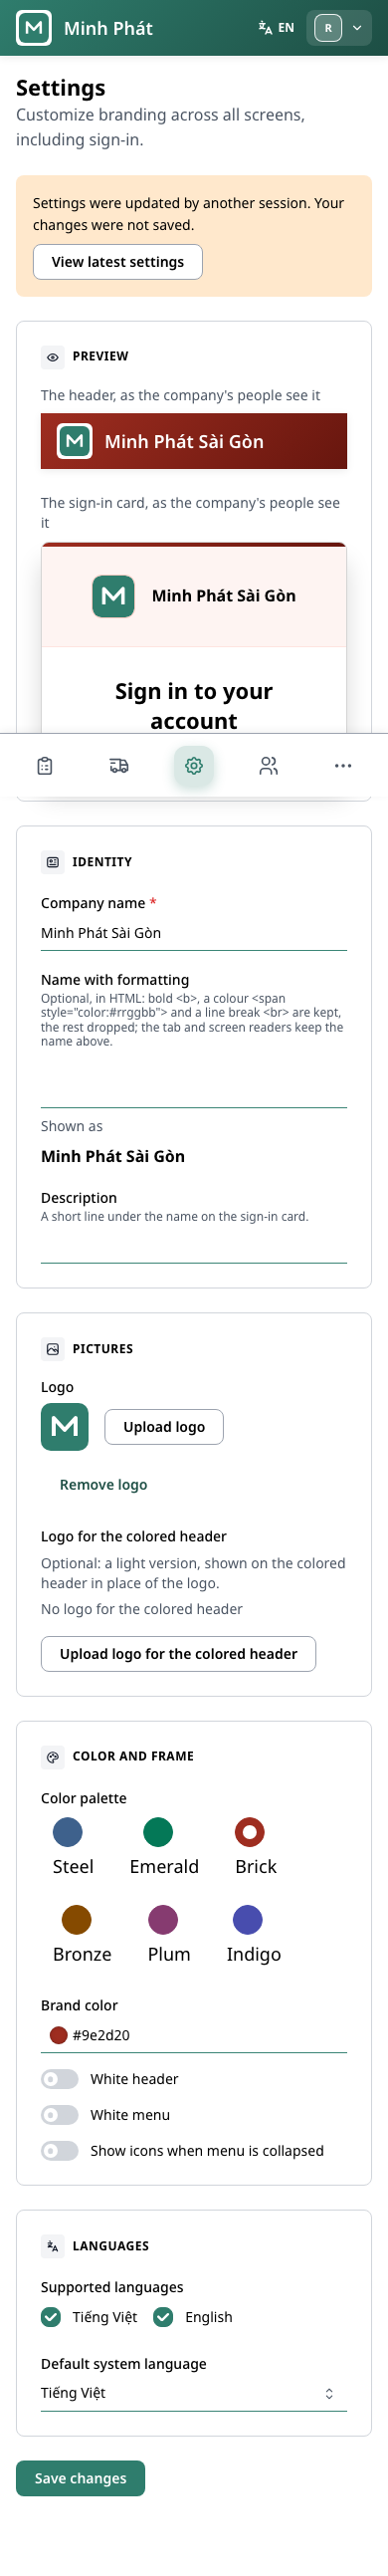 Minh Phát
EN
R
Settings
Customize branding across all screens,
including sign-in.
Settings were updated by another session. Your
changes were not saved.
View latest settings
PREVIEW
The header, as the company's people see it
Minh Phát Sài Gòn
The sign-in card, as the company's people see
it
Minh Phát Sài Gòn
Sign in to your
account
IDENTITY
Company name *
Minh Phát Sài Gòn
Name with formatting
Optional, in HTML: bold <b>, a colour <span
style="color:#rrggbb"> and a line break <br> are kept,
the rest dropped; the tab and screen readers keep the
name above.
Shown as
Minh Phát Sài Gòn
Description
A short line under the name on the sign-in card.
PICTURES
Logo
Upload logo
Remove logo
Logo for the colored header
Optional: a light version, shown on the colored
header in place of the logo.
No logo for the colored header
Upload logo for the colored header
COLOR AND FRAME
Color palette
Steel Emerald Brick
Bronze Plum Indigo
Brand color
#9e2d20
White header
White menu
Show icons when menu is collapsed
LANGUAGES
Supported languages
Tiếng Việt English
Default system language
Tiếng Việt
Save changes